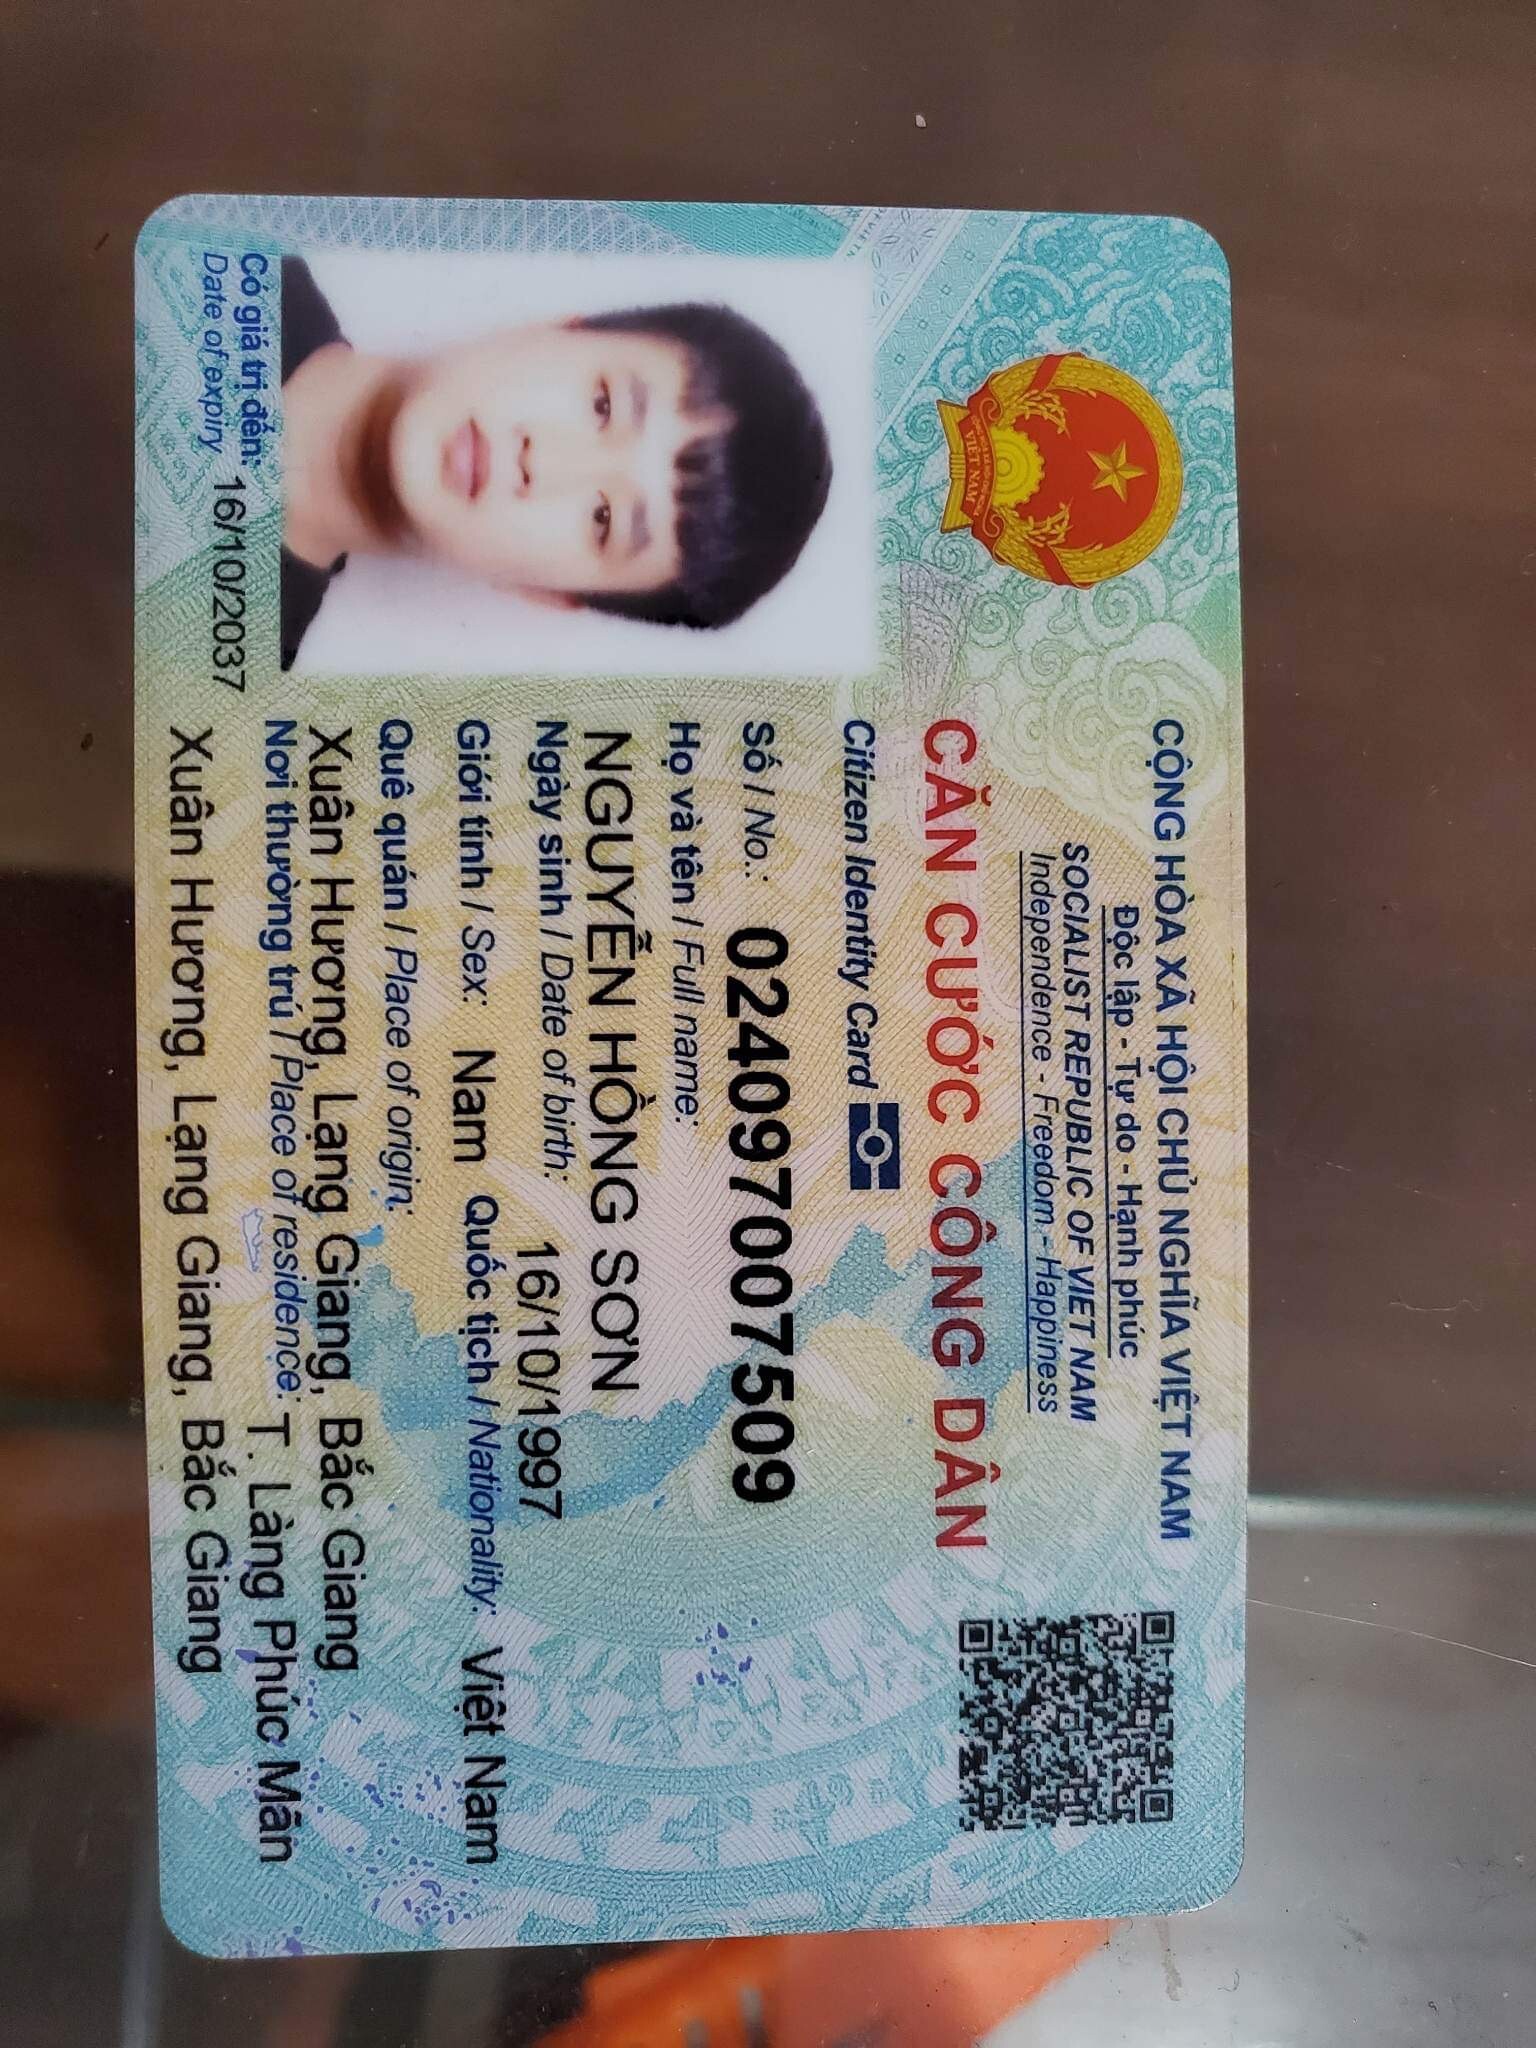 CỘNG HÒA XÃ HỘI CHỦ NGHĨA VIỆT NAM
Độc lập - Tự do - Hạnh phúc
SOCIALIST REPUBLIC OF VIET NAM
Independence - Freedom - Happiness
CĂN CƯỚC CÔNG DÂN
Citizen Identity Card
Số / No.: 024097007509
Họ và tên / Full name:
NGUYỄN HỒNG SƠN
Ngày sinh / Date of birth: 16/10/1997
Giới tính / Sex: Nam Quốc tịch / Nationality: Việt Nam
Quê quán / Place of origin:
Xuân Hương, Lạng Giang, Bắc Giang
Nơi thường trú / Place of residence: T. Làng Phúc Mãn
Xuân Hương, Lạng Giang, Bắc Giang
Có giá trị đến: 16/10/2037
Date of expiry
VIỆT NAM